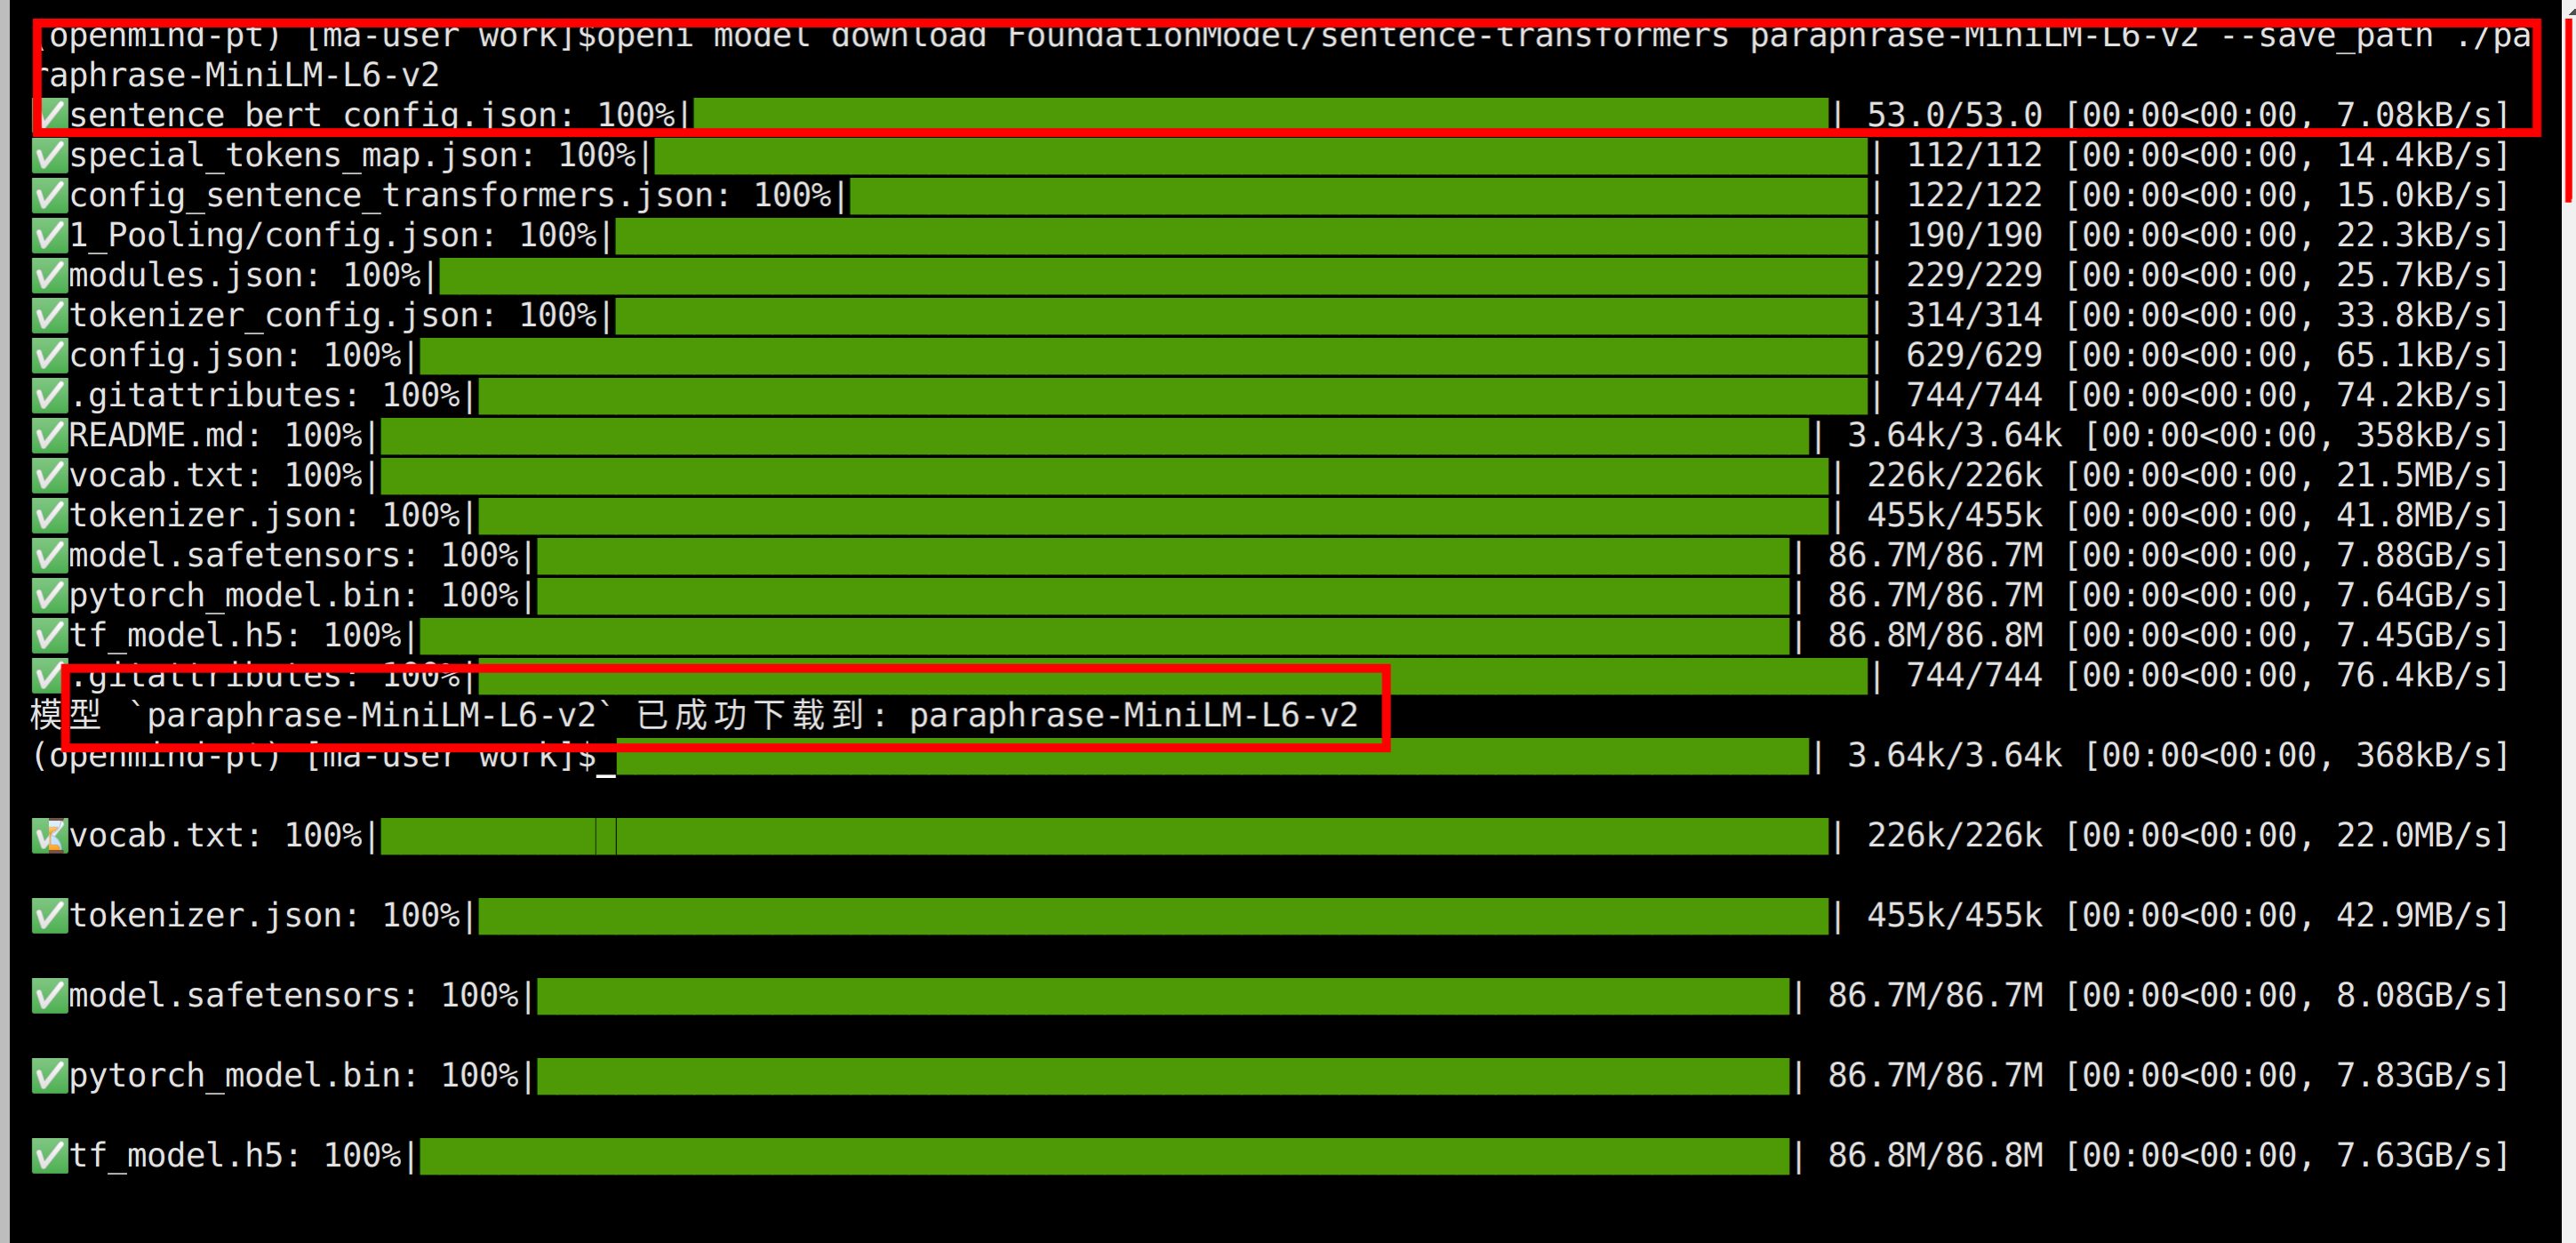 (openmind-pt) [ma-user work]$openi model download FoundationModel/sentence-transformers paraphrase-MiniLM-L6-v2 --save_path ./pa
raphrase-MiniLM-L6-v2
✅sentence_bert_config.json: 100%| | 53.0/53.0 [00:00<00:00, 7.08kB/s]
✅special_tokens_map.json: 100%| | 112/112 [00:00<00:00, 14.4kB/s]
✅config_sentence_transformers.json: 100%| | 122/122 [00:00<00:00, 15.0kB/s]
✅1_Pooling/config.json: 100%| | 190/190 [00:00<00:00, 22.3kB/s]
✅modules.json: 100%| | 229/229 [00:00<00:00, 25.7kB/s]
✅tokenizer_config.json: 100%| | 314/314 [00:00<00:00, 33.8kB/s]
✅config.json: 100%| | 629/629 [00:00<00:00, 65.1kB/s]
✅.gitattributes: 100%| | 744/744 [00:00<00:00, 74.2kB/s]
✅README.md: 100%| | 3.64k/3.64k [00:00<00:00, 358kB/s]
✅vocab.txt: 100%| | 226k/226k [00:00<00:00, 21.5MB/s]
✅tokenizer.json: 100%| | 455k/455k [00:00<00:00, 41.8MB/s]
✅model.safetensors: 100%| | 86.7M/86.7M [00:00<00:00, 7.88GB/s]
✅pytorch_model.bin: 100%| | 86.7M/86.7M [00:00<00:00, 7.64GB/s]
✅tf_model.h5: 100%| | 86.8M/86.8M [00:00<00:00, 7.45GB/s]
✅.gitattributes: 100%| | 744/744 [00:00<00:00, 76.4kB/s]
模型 `paraphrase-MiniLM-L6-v2` 已成功下载到: paraphrase-MiniLM-L6-v2
(openmind-pt) [ma-user work]$_ | 3.64k/3.64k [00:00<00:00, 368kB/s]
✅vocab.txt: 100%| | 226k/226k [00:00<00:00, 22.0MB/s]
✅tokenizer.json: 100%| | 455k/455k [00:00<00:00, 42.9MB/s]
✅model.safetensors: 100%| | 86.7M/86.7M [00:00<00:00, 8.08GB/s]
✅pytorch_model.bin: 100%| | 86.7M/86.7M [00:00<00:00, 7.83GB/s]
✅tf_model.h5: 100%| | 86.8M/86.8M [00:00<00:00, 7.63GB/s]